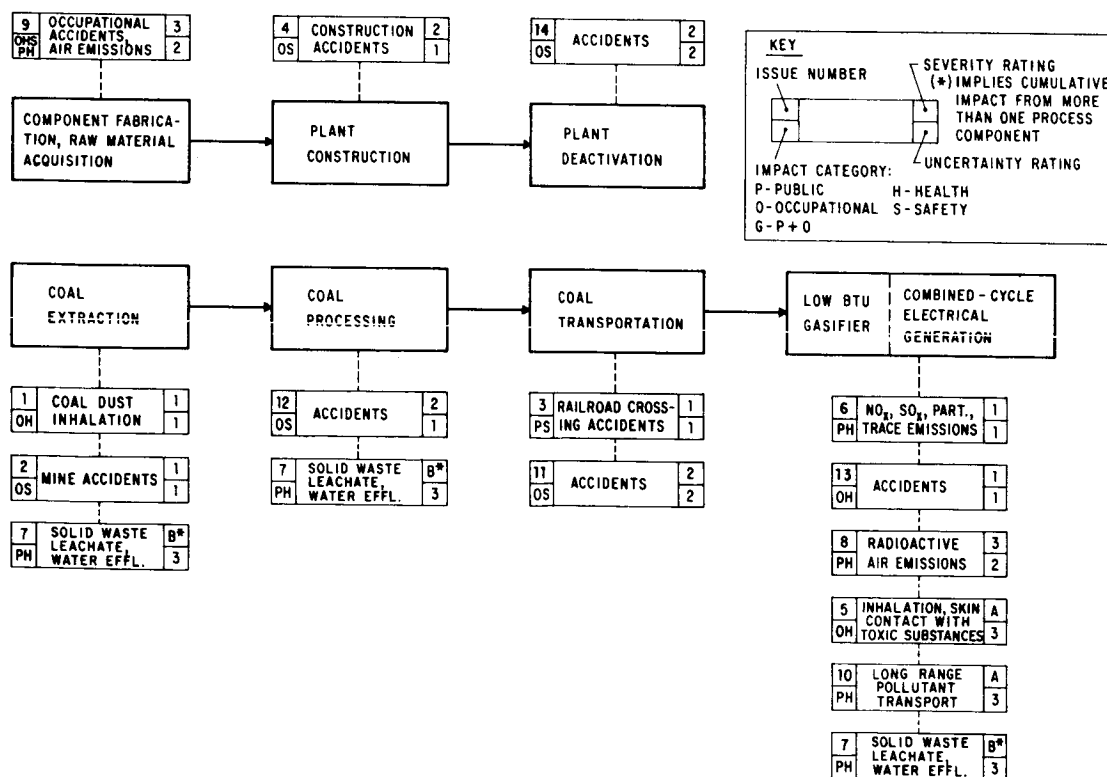 9 OCCUPATIONAL 3
OHS ACCIDENTS,
PH AIR EMISSIONS 2
4 CONSTRUCTION 2
OS ACCIDENTS 1
14 ACCIDENTS 2
OS 2
KEY
ISSUE NUMBER
SEVERITY RATING
(*) IMPLIES CUMULATIVE
IMPACT FROM MORE
THAN ONE PROCESS
COMPONENT
UNCERTAINTY RATING
IMPACT CATEGORY:
P-PUBLIC H-HEALTH
O-OCCUPATIONAL S-SAFETY
G-P+O
COMPONENT FABRICA-
TION, RAW MATERIAL
ACQUISITION
PLANT
CONSTRUCTION
PLANT
DEACTIVATION
COAL
EXTRACTION
COAL
PROCESSING
COAL
TRANSPORTATION
LOW BTU
GASIFIER
COMBINED-CYCLE
ELECTRICAL
GENERATION
1 COAL DUST 1
OH INHALATION 1
2 MINE ACCIDENTS 1
OS 1
7 SOLID WASTE B*
LEACHATE,
PH WATER EFFL. 3
12 ACCIDENTS 2
OS 1
7 SOLID WASTE B*
LEACHATE,
PH WATER EFFL. 3
3 RAILROAD CROSS- 1
PS ING ACCIDENTS 1
11 ACCIDENTS 2
OS 2
6 NOx, SOx, PART., 1
PH TRACE EMISSIONS 1
13 ACCIDENTS 1
OH 1
8 RADIOACTIVE 3
PH AIR EMISSIONS 2
5 INHALATION, SKIN A
CONTACT WITH
OH TOXIC SUBSTANCES 3
10 LONG RANGE A
POLLUTANT
PH TRANSPORT 3
7 SOLID WASTE B*
LEACHATE,
PH WATER EFFL. 3